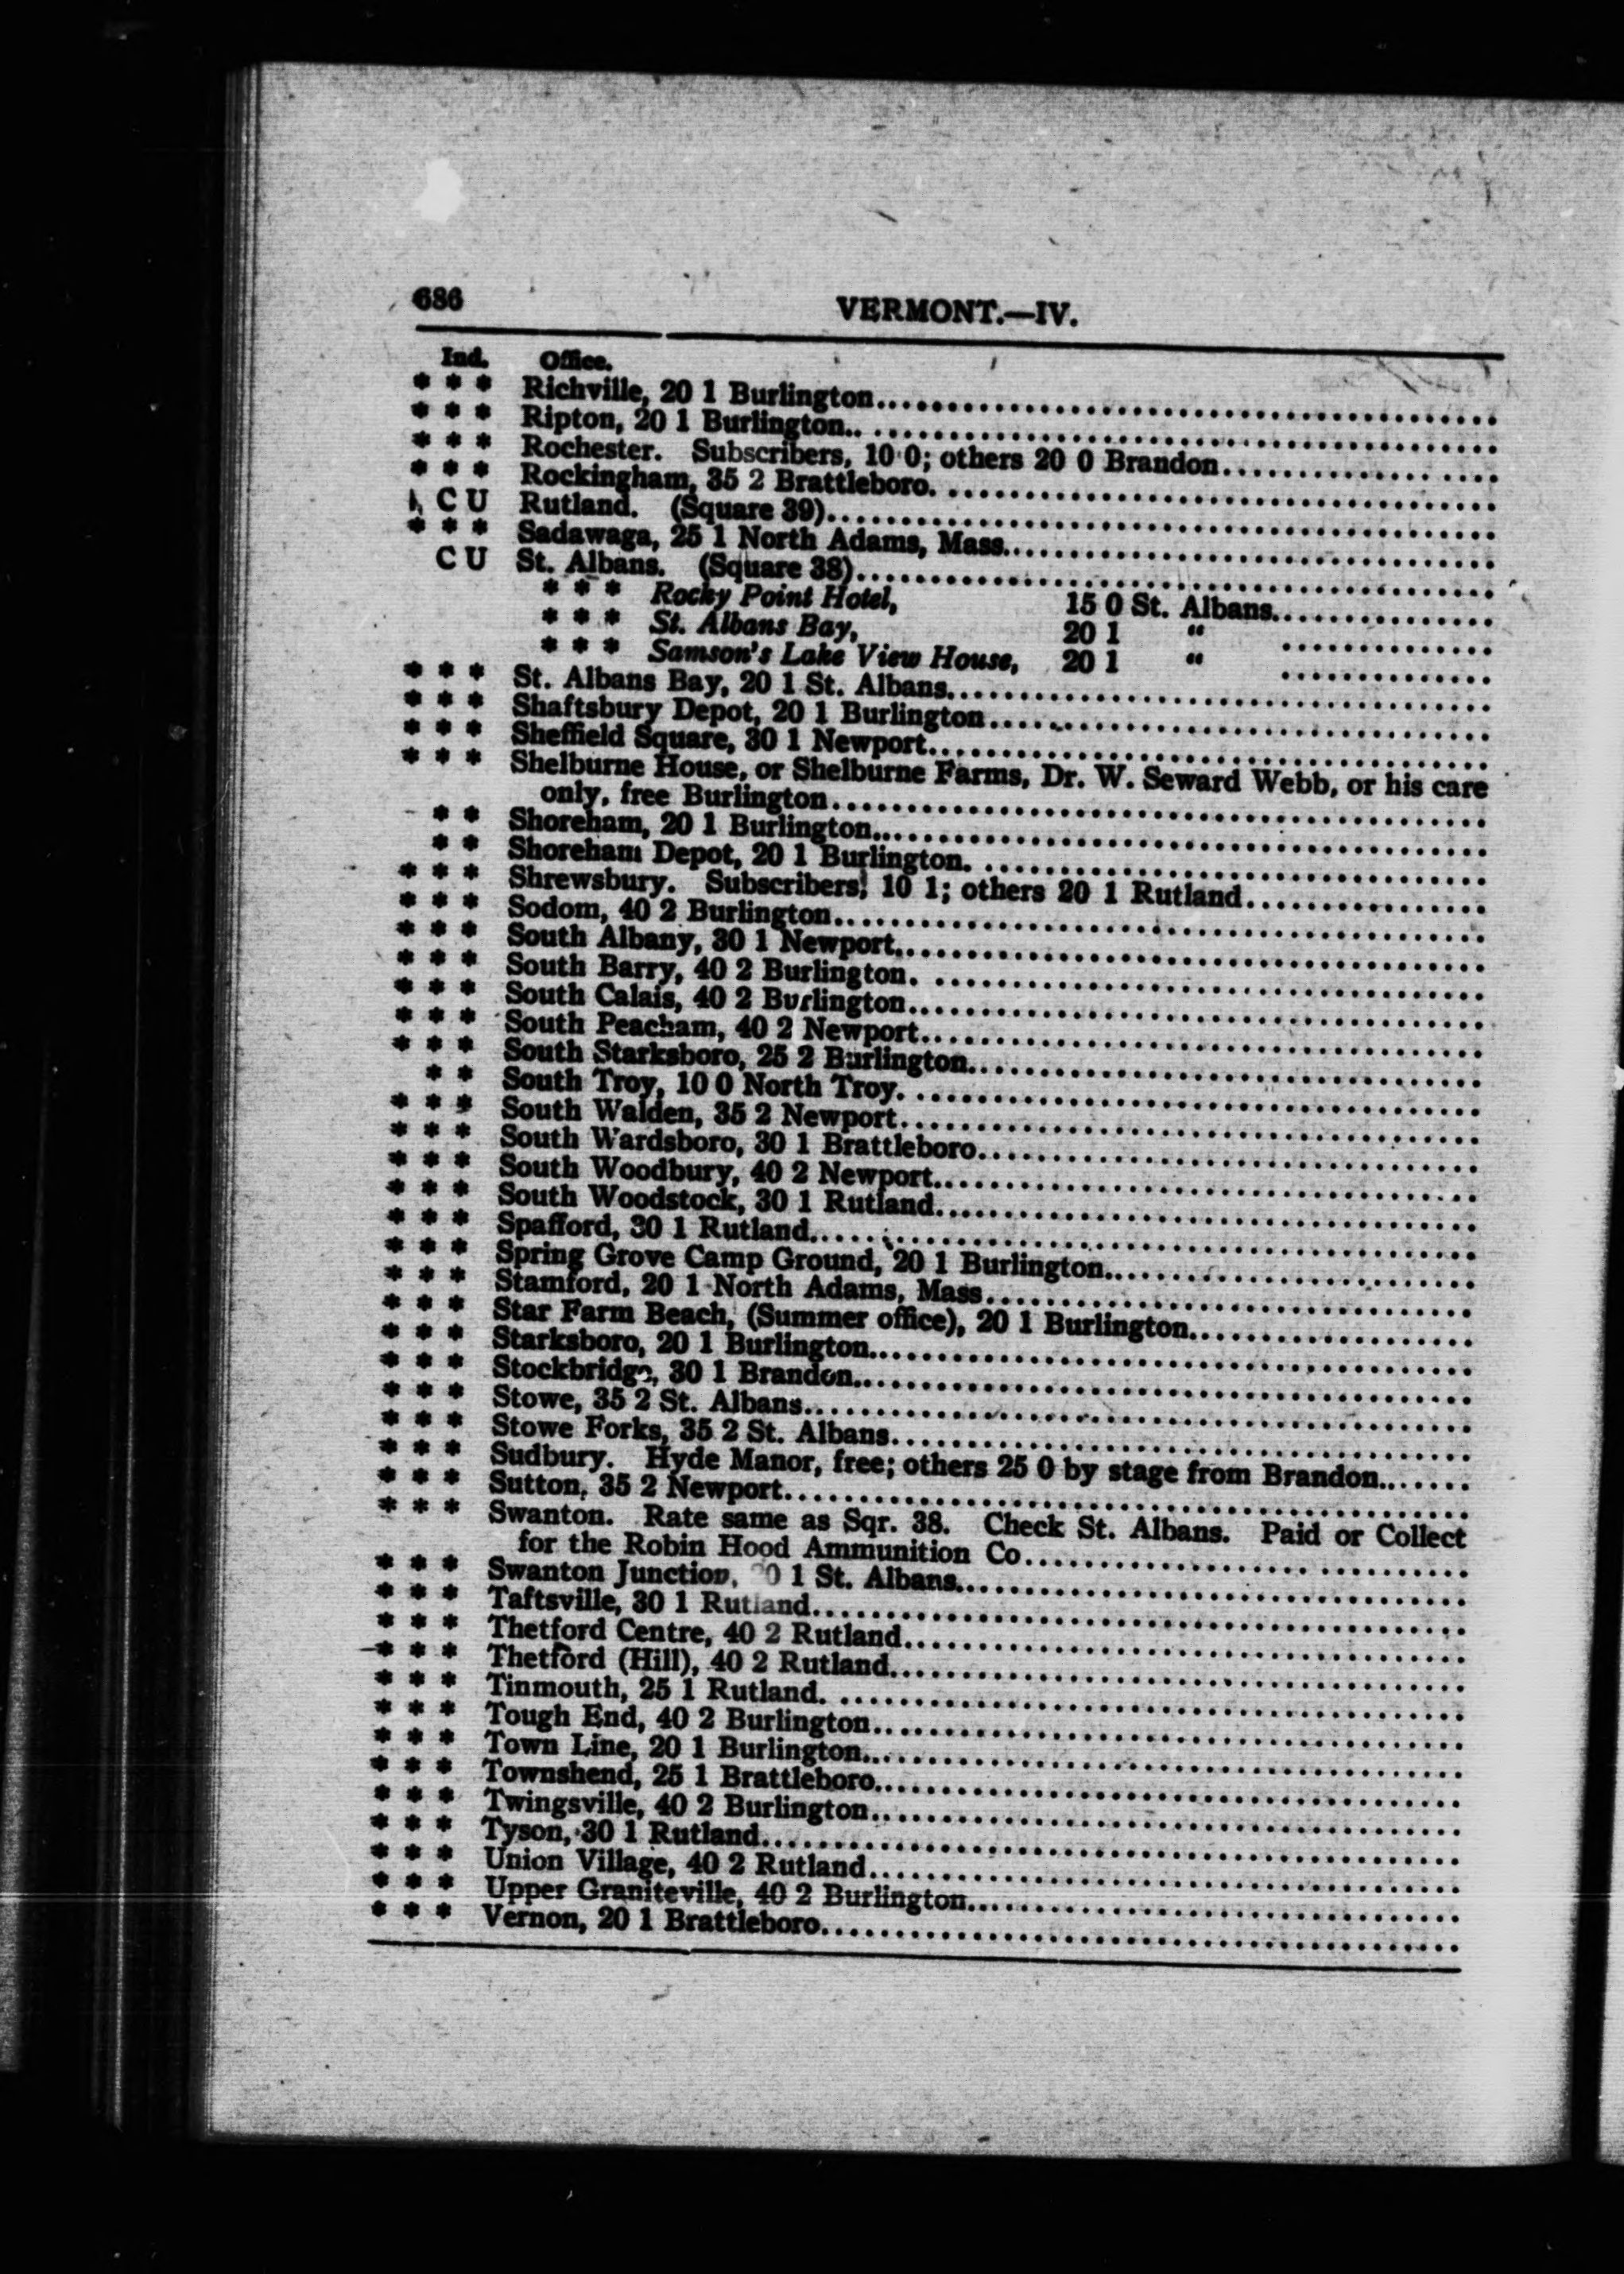 686
VERMONT.—IV.
Ind. Office.
* * * Richville, 20 1 Burlington
* * * Ripton, 20 1 Burlington
* * * Rochester. Subscribers, 10 0; others 20 0 Brandon
* * * Rockingham, 35 2 Brattleboro
C U Rutland. (Square 39)
* * * Sadawaga, 25 1 North Adams, Mass
C U St. Albans. (Square 38)
* * * Rocky Point Hotel, 15 0 St. Albans
* * * St. Albans Bay, 20 1 "
* * * Samson's Lake View House, 20 1 "
* * * St. Albans Bay, 20 1 St. Albans
* * * Shaftsbury Depot, 20 1 Burlington
* * * Sheffield Square, 30 1 Newport
* * * Shelburne House, or Shelburne Farms, Dr. W. Seward Webb, or his care
only, free Burlington
* * Shoreham, 20 1 Burlington
* * Shoreham Depot, 20 1 Burlington
* * * Shrewsbury. Subscribers, 10 1; others 20 1 Rutland
* * * Sodom, 40 2 Burlington
* * * South Albany, 30 1 Newport
* * * South Barry, 40 2 Burlington
* * * South Calais, 40 2 Burlington
* * * South Peacham, 40 2 Newport
* * * South Starksboro, 25 2 Burlington
* * South Troy, 10 0 North Troy
* * * South Walden, 35 2 Newport
* * * South Wardsboro, 30 1 Brattleboro
* * * South Woodbury, 40 2 Newport
* * * South Woodstock, 30 1 Rutland
* * * Spafford, 30 1 Rutland
* * * Spring Grove Camp Ground, 20 1 Burlington
* * * Stamford, 20 1 North Adams, Mass
* * * Star Farm Beach, (Summer office), 20 1 Burlington
* * * Starksboro, 20 1 Burlington
* * * Stockbridge, 30 1 Brandon
* * * Stowe, 35 2 St. Albans
* * * Stowe Forks, 35 2 St. Albans
* * * Sudbury. Hyde Manor, free; others 25 0 by stage from Brandon
* * * Sutton, 35 2 Newport
* * * Swanton. Rate same as Sqr. 38. Check St. Albans. Paid or Collect
for the Robin Hood Ammunition Co
* * * Swanton Junction, 1 St. Albans
* * * Taftsville, 30 1 Rutland
* * * Thetford Centre, 40 2 Rutland
* * * Thetford (Hill), 40 2 Rutland
* * * Tinmouth, 25 1 Rutland
* * * Tough End, 40 2 Burlington
* * * Town Line, 20 1 Burlington
* * * Townshend, 25 1 Brattleboro
* * * Twingsville, 40 2 Burlington
* * * Tyson, 30 1 Rutland
* * * Union Village, 40 2 Rutland
* * * Upper Graniteville, 40 2 Burlington
* * * Vernon, 20 1 Brattleboro